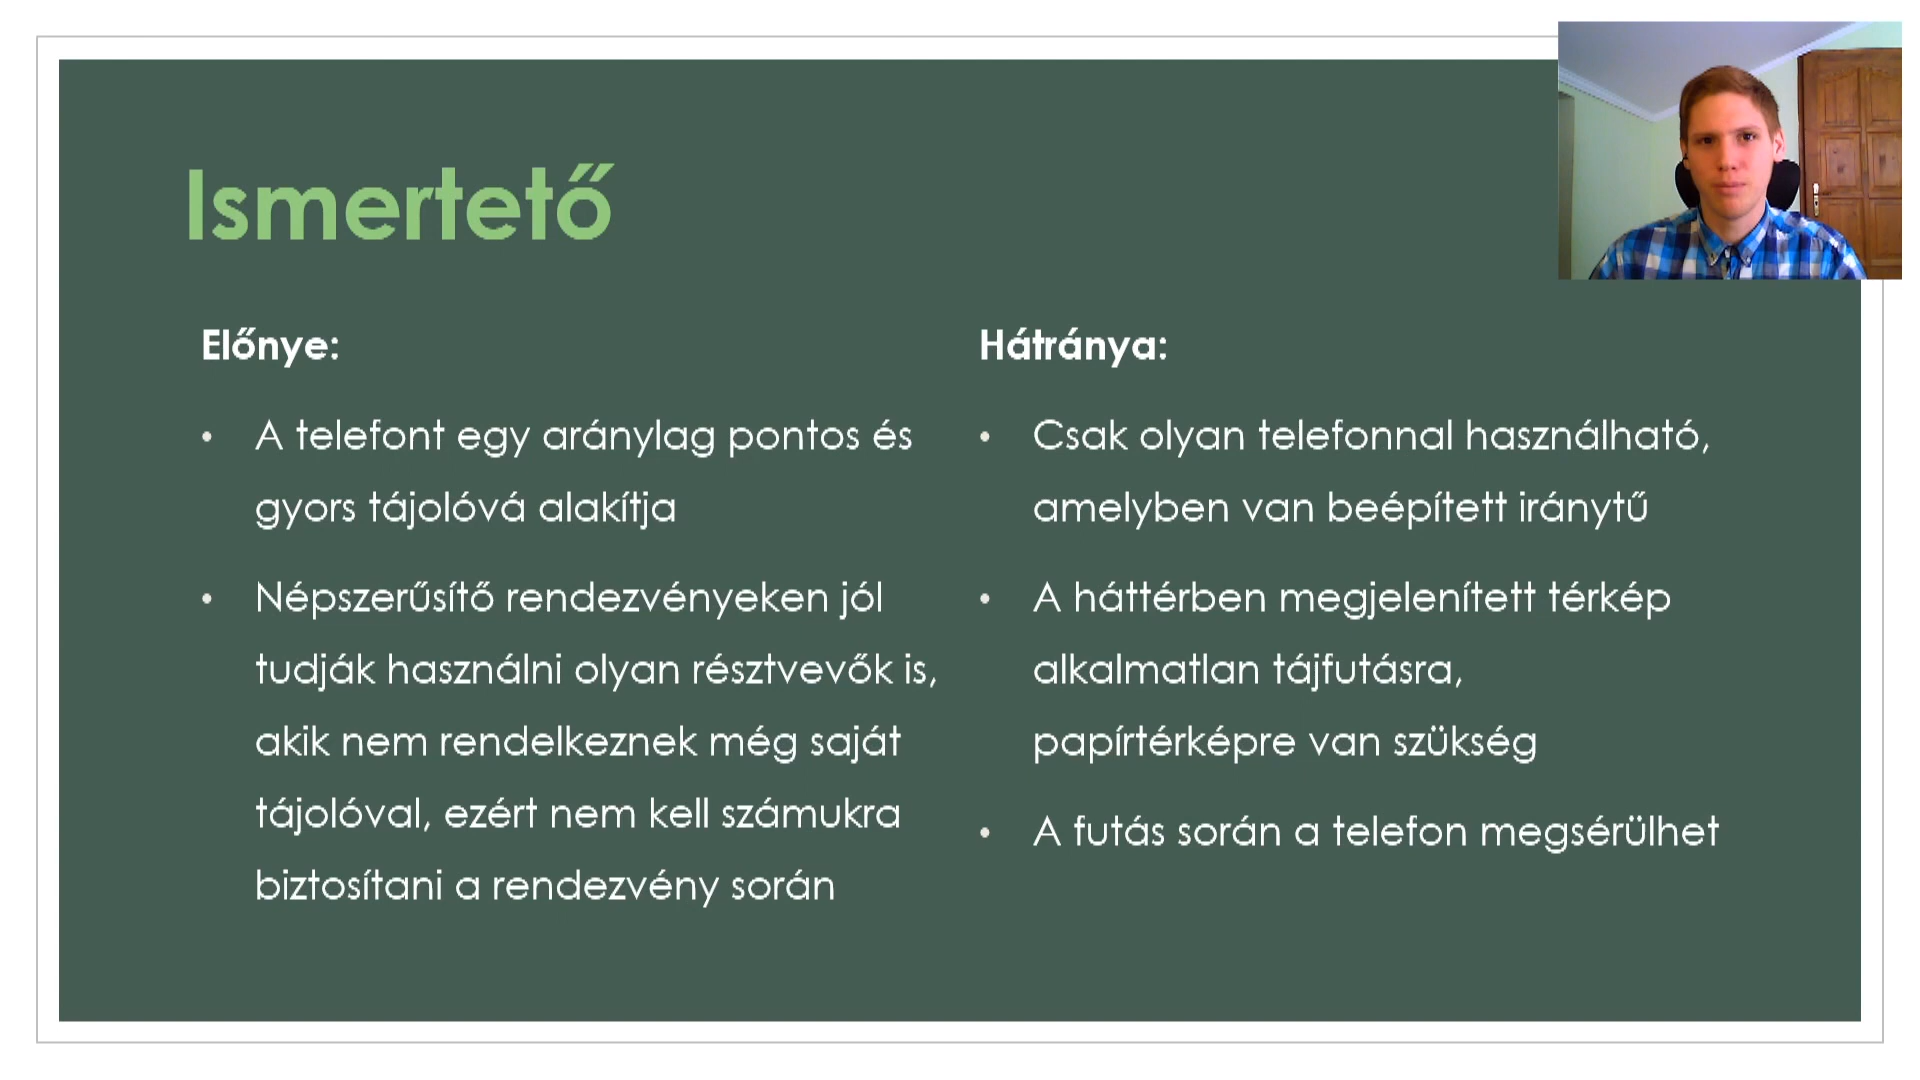 Ismertető
Előnye:
• A telefont egy aránylag pontos és
gyors tájolóvá alakítja
• Népszerűsítő rendezvényeken jól
tudják használni olyan résztvevők is,
akik nem rendelkeznek még saját
tájolóval, ezért nem kell számukra
biztosítani a rendezvény során
Hátránya:
• Csak olyan telefonnal használható,
amelyben van beépített iránytű
• A háttérben megjelenített térkép
alkalmatlan tájfutásra,
papírtérképre van szükség
• A futás során a telefon megsérülhet